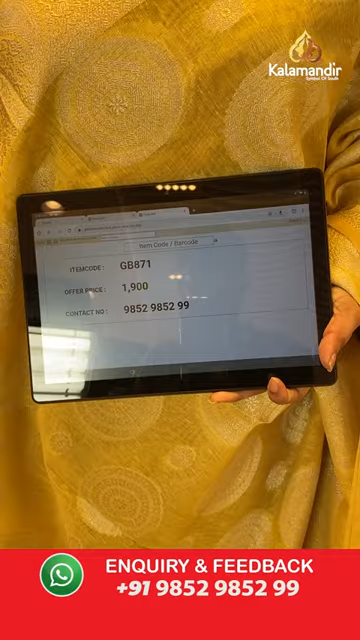 Kalamandir
Item Code / Barcode
ITEMCODE : GB871
OFFER PRICE : 1,900
CONTACT NO : 9852 9852 99
ENQUIRY & FEEDBACK
+91 9852 9852 99